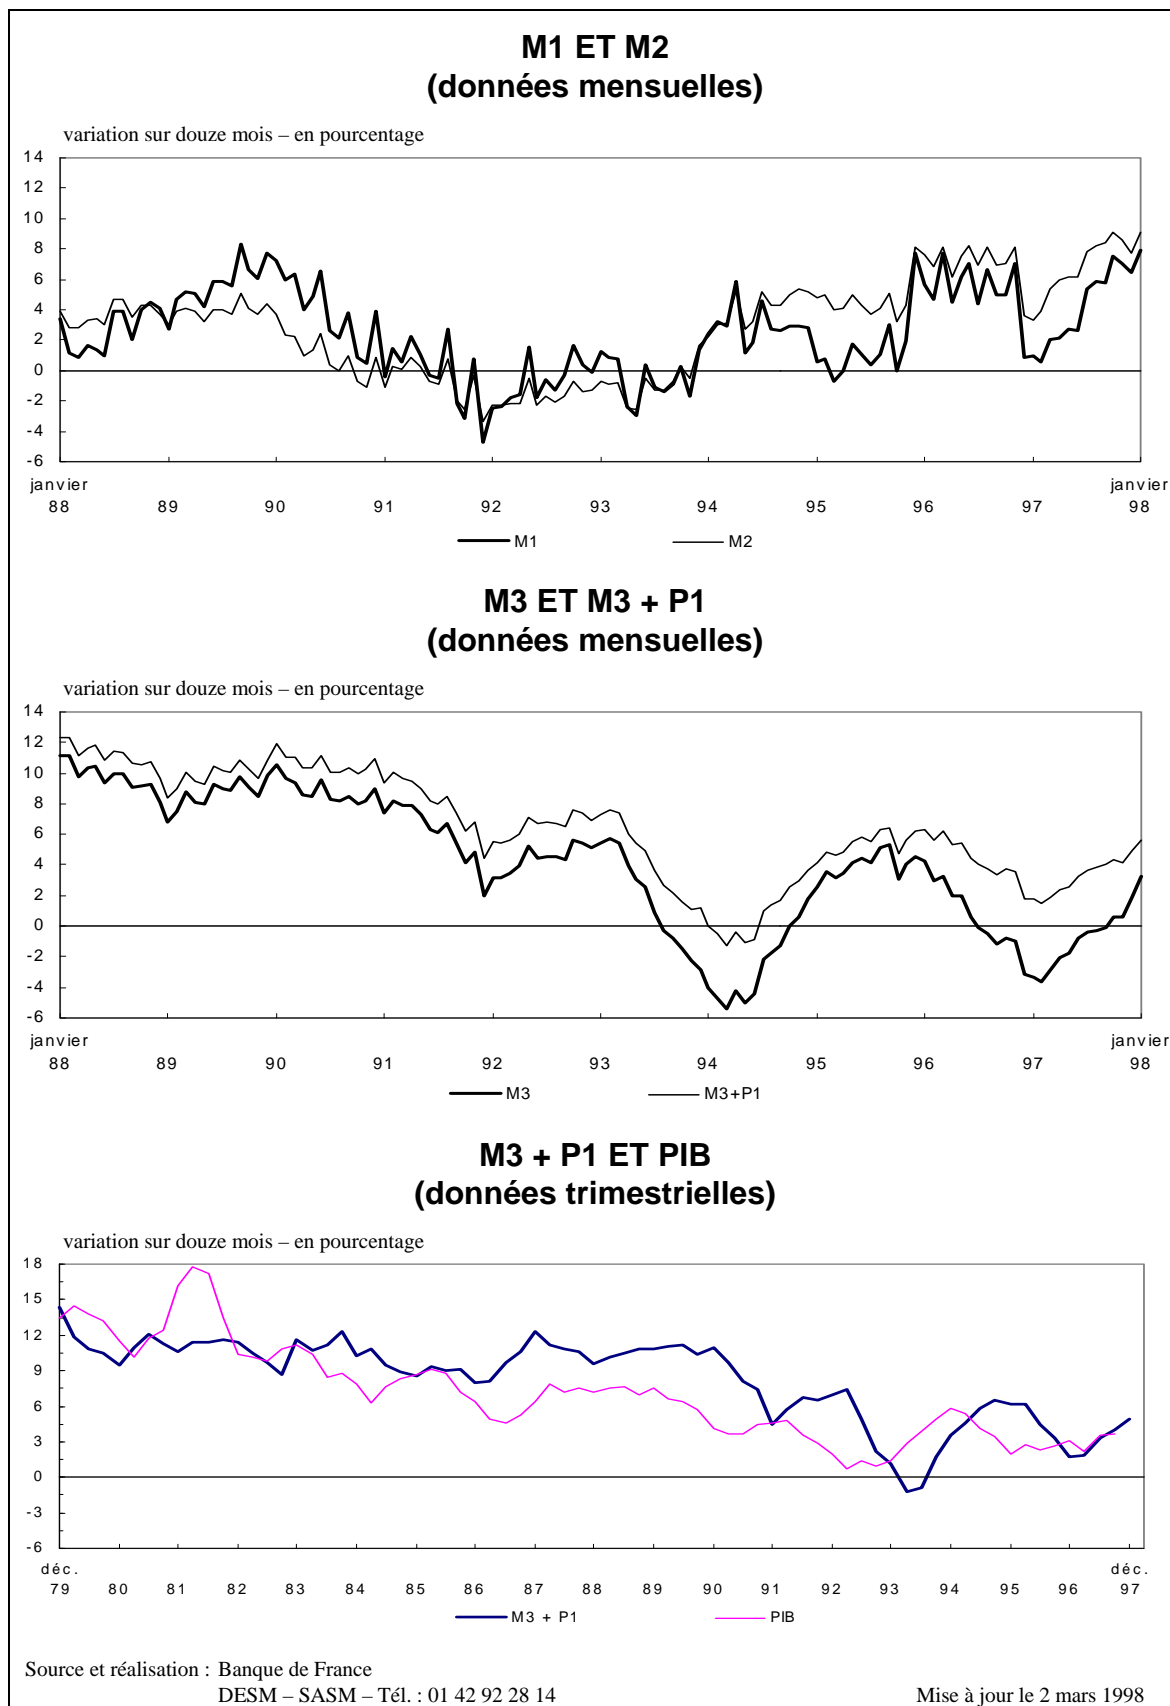 M1 ET M2
(données mensuelles)
variation sur douze mois – en pourcentage
14
12
10
8
6
4
2
0
-2
-4
-6
janvier janvier
88 89 90 91 92 93 94 95 96 97 98
M1 M2
M3 ET M3 + P1
(données mensuelles)
variation sur douze mois – en pourcentage
14
12
10
8
6
4
2
0
-2
-4
-6
janvier janvier
88 89 90 91 92 93 94 95 96 97 98
M3 M3+P1
M3 + P1 ET PIB
(données trimestrielles)
variation sur douze mois – en pourcentage
18
15
12
9
6
3
0
-3
-6
déc. déc.
79 80 81 82 83 84 85 86 87 88 89 90 91 92 93 94 95 96 97
M3 + P1 PIB
Source et réalisation : Banque de France
DESM – SASM – Tél. : 01 42 92 28 14 Mise à jour le 2 mars 1998